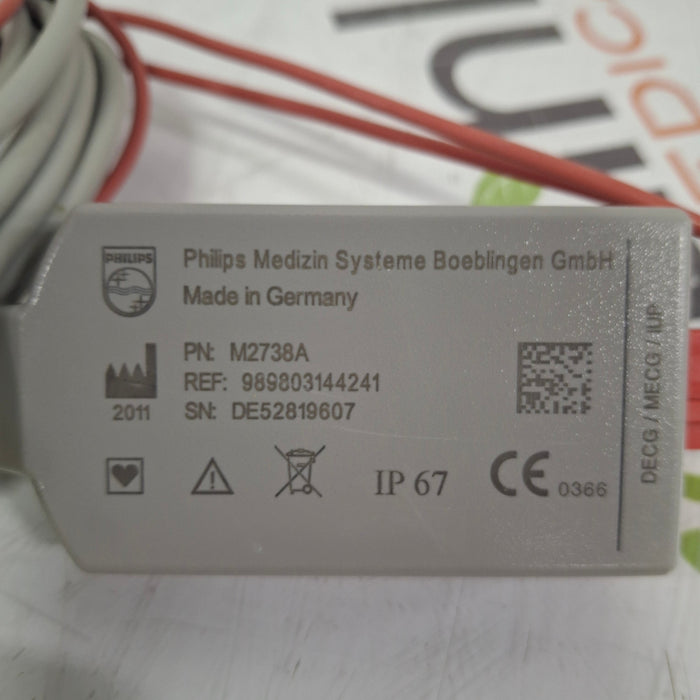 PHILIPS
Philips Medizin Systeme Boeblingen GmbH
Made in Germany
PN: M2738A
REF: 989803144241
2011
SN: DE52819607
IP 67
CE 0366
DECG / MECG / IUP